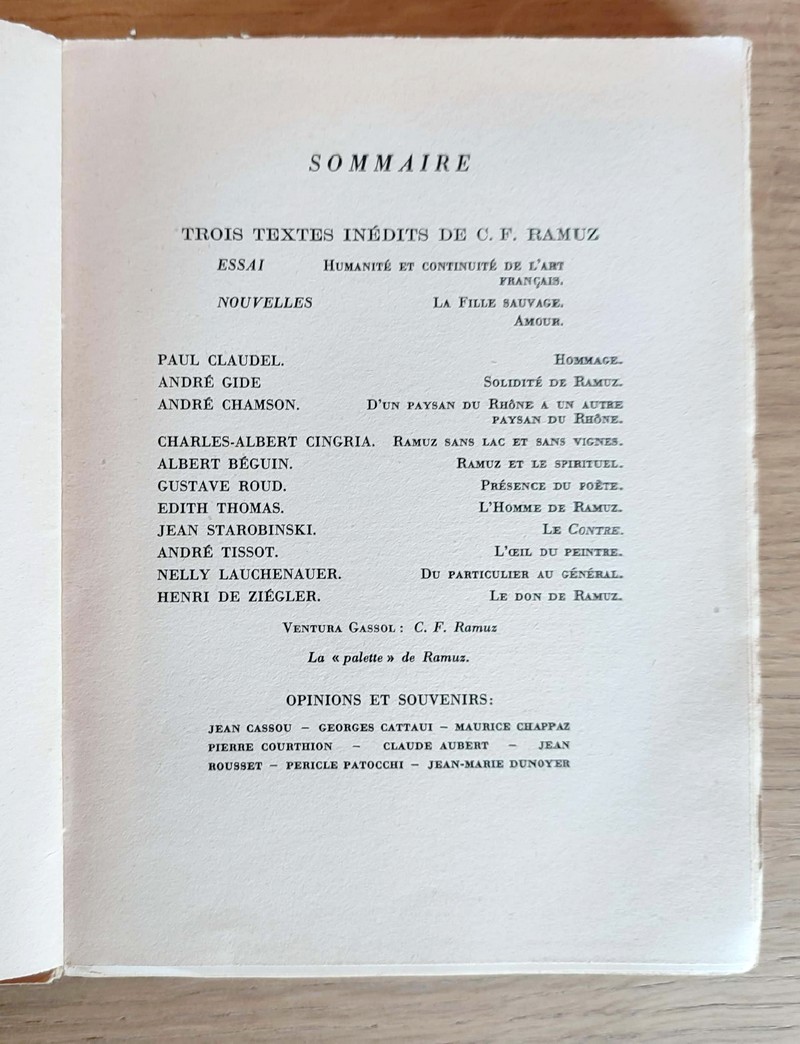 SOMMAIRE
TROIS TEXTES INÉDITS DE C. F. RAMUZ
ESSAI HUMANITÉ ET CONTINUITÉ DE L'ART
FRANÇAIS.
NOUVELLES LA FILLE SAUVAGE.
AMOUR.
PAUL CLAUDEL. HOMMAGE.
ANDRÉ GIDE SOLIDITÉ DE RAMUZ.
ANDRÉ CHAMSON. D'UN PAYSAN DU RHÔNE A UN AUTRE
PAYSAN DU RHÔNE.
CHARLES-ALBERT CINGRIA. RAMUZ SANS LAC ET SANS VIGNES.
ALBERT BÉGUIN. RAMUZ ET LE SPIRITUEL.
GUSTAVE ROUD. PRÉSENCE DU POÊTE.
EDITH THOMAS. L'HOMME DE RAMUZ.
JEAN STAROBINSKI. LE CONTRE.
ANDRÉ TISSOT. L'ŒIL DU PEINTRE.
NELLY LAUCHENAUER. DU PARTICULIER AU GÉNÉRAL.
HENRI DE ZIÉGLER. LE DON DE RAMUZ.
VENTURA GASSOL : C. F. Ramuz
La « palette » de Ramuz.
OPINIONS ET SOUVENIRS:
JEAN CASSOU – GEORGES CATTAUI – MAURICE CHAPPAZ
PIERRE COURTHION – CLAUDE AUBERT – JEAN
ROUSSET – PERICLE PATOCCHI – JEAN-MARIE DUNOYER